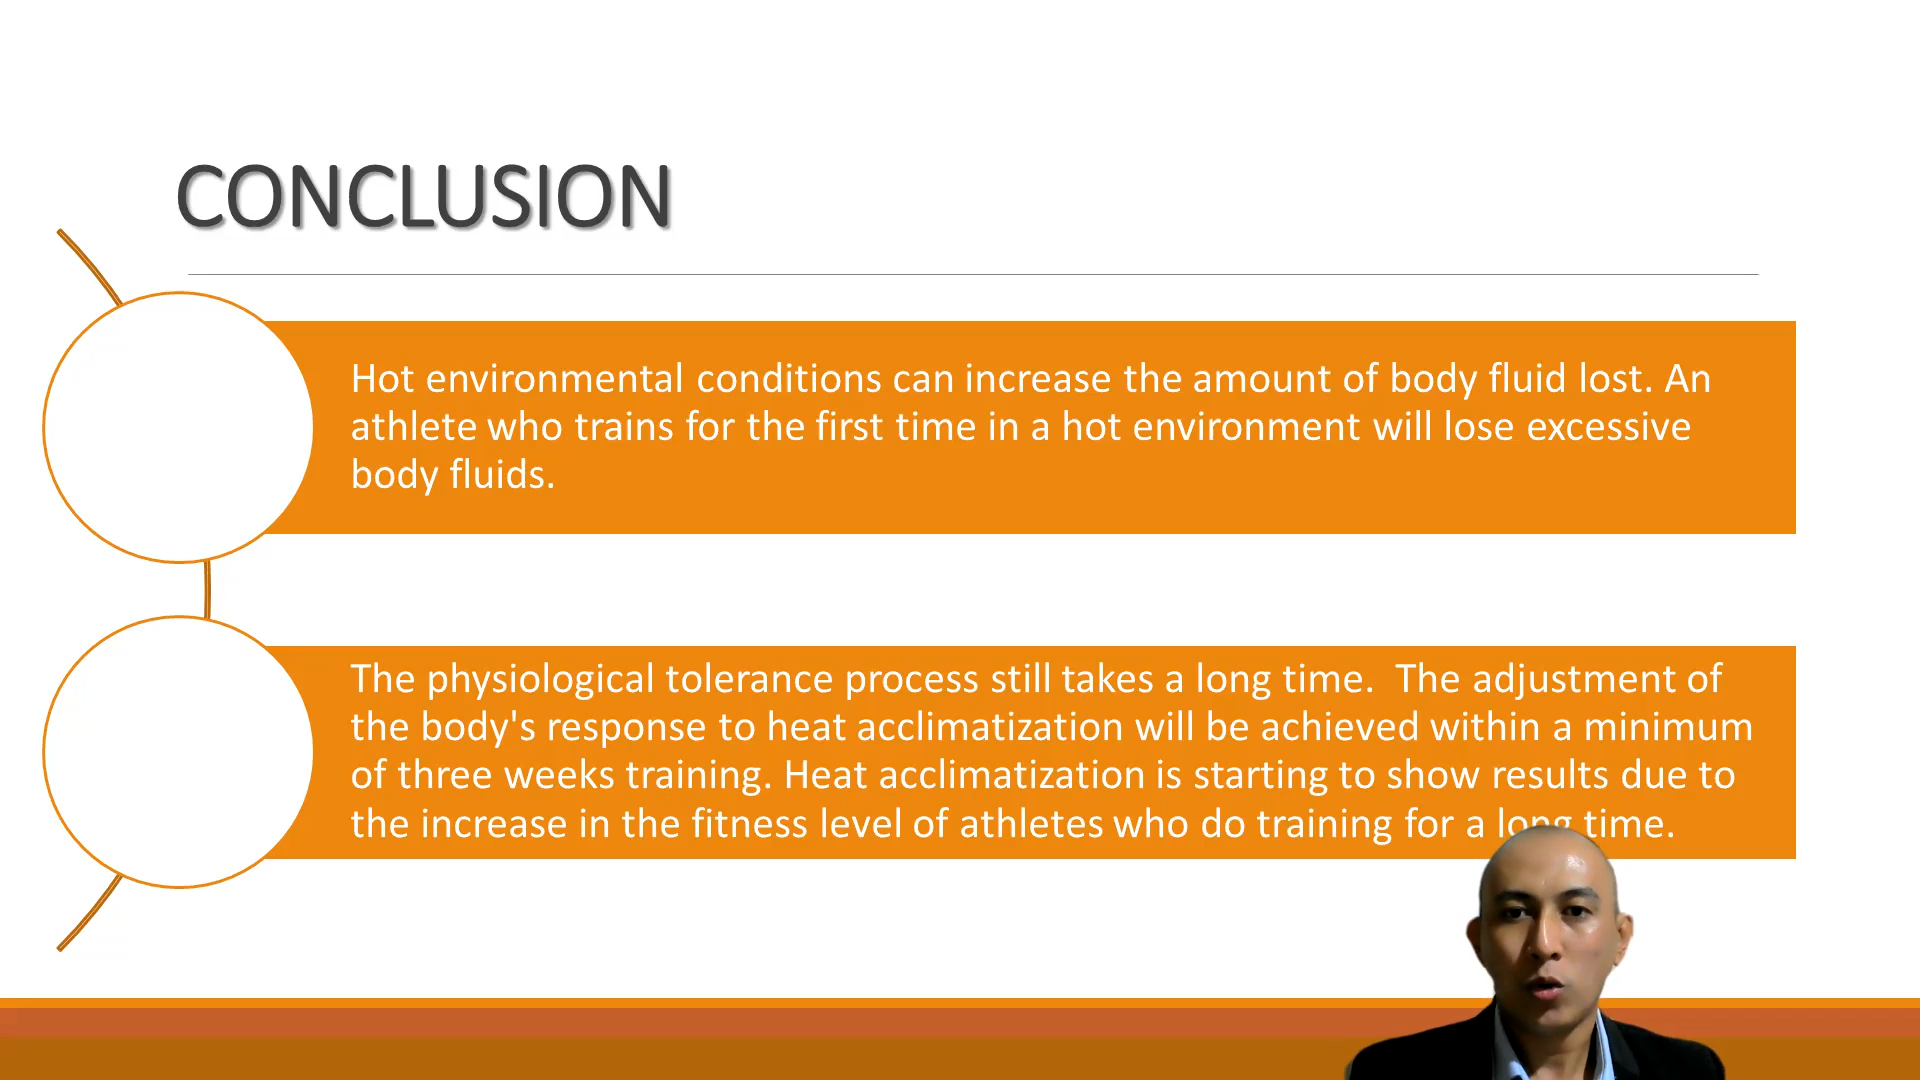 CONCLUSION
Hot environmental conditions can increase the amount of body fluid lost. An
athlete who trains for the first time in a hot environment will lose excessive
body fluids.
The physiological tolerance process still takes a long time.  The adjustment of
the body's response to heat acclimatization will be achieved within a minimum
of three weeks training. Heat acclimatization is starting to show results due to
the increase in the fitness level of athletes who do training for a long time.